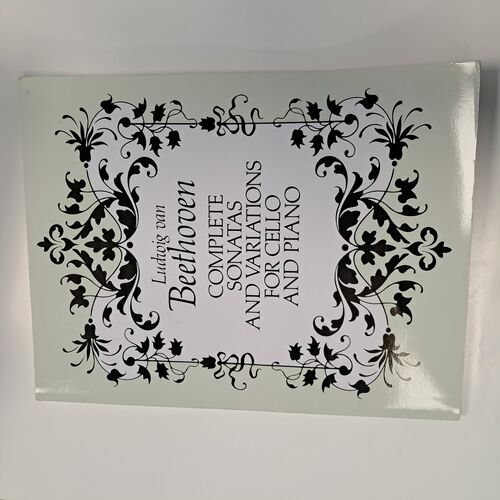 Ludwig van
Beethoven
COMPLETE
SONATAS
AND VARIATIONS
FOR CELLO
AND PIANO